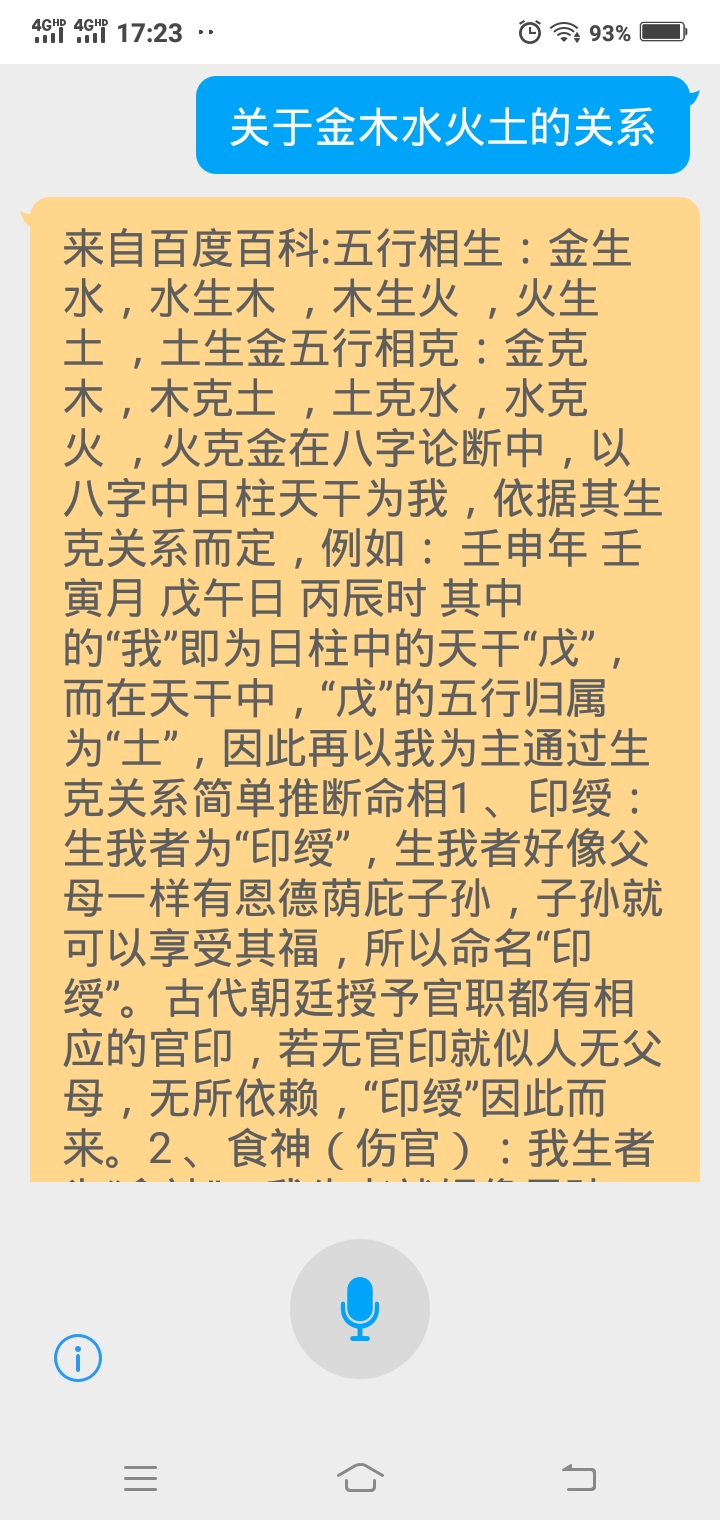 4GHD 4GHD 17:23 93%
关于金木水火土的关系
来自百度百科:五行相生：金生
水，水生木 ，木生火 ，火生
土 ，土生金五行相克：金克
木，木克土 ，土克水，水克
火 ，火克金在八字论断中，以
八字中日柱天干为我，依据其生
克关系而定，例如： 壬申年 壬
寅月 戊午日 丙辰时 其中
的“我”即为日柱中的天干“戊”，
而在天干中，“戊”的五行归属
为“土”，因此再以我为主通过生
克关系简单推断命相1、印绶：
生我者为“印绶”，生我者好像父
母一样有恩德荫庇子孙，子孙就
可以享受其福，所以命名“印
绶”。古代朝廷授予官职都有相
应的官印，若无官印就似人无父
母，无所依赖，“印绶”因此而
来。2、食神（伤官）：我生者